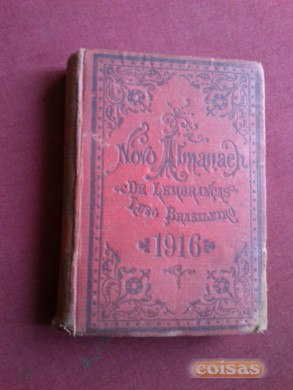 Novo Almanach
DE LEMBRANÇAS
LUSO BRASILEIRO
1916
coisas